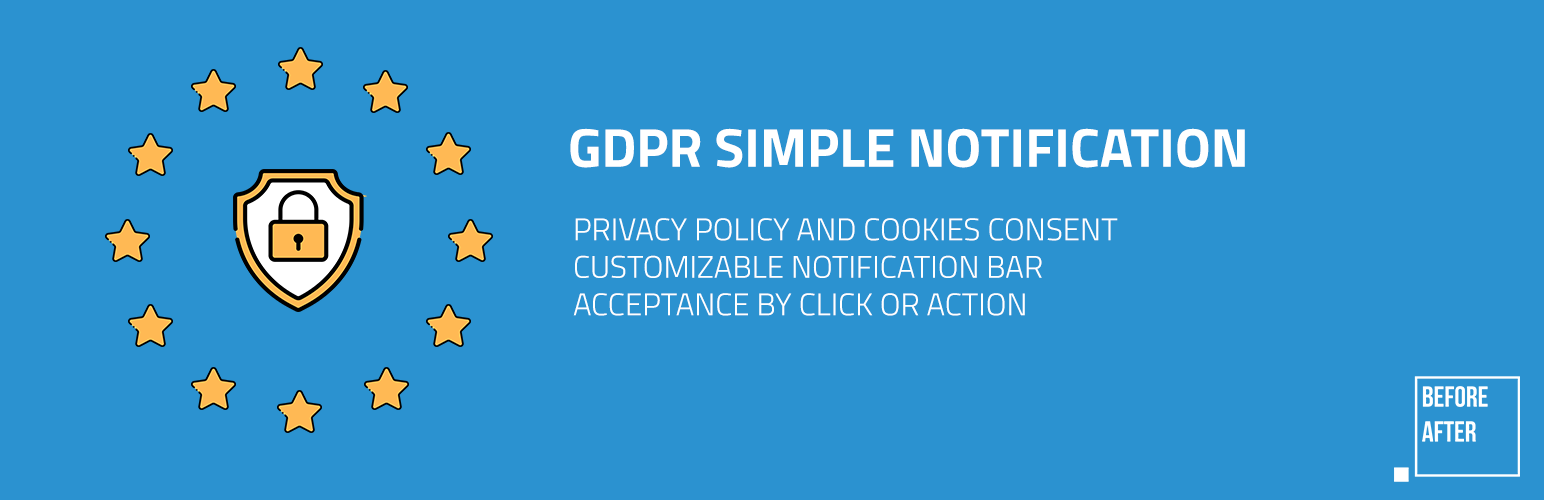 GDPR SIMPLE NOTIFICATION
PRIVACY POLICY AND COOKIES CONSENT
CUSTOMIZABLE NOTIFICATION BAR
ACCEPTANCE BY CLICK OR ACTION
BEFORE
AFTER